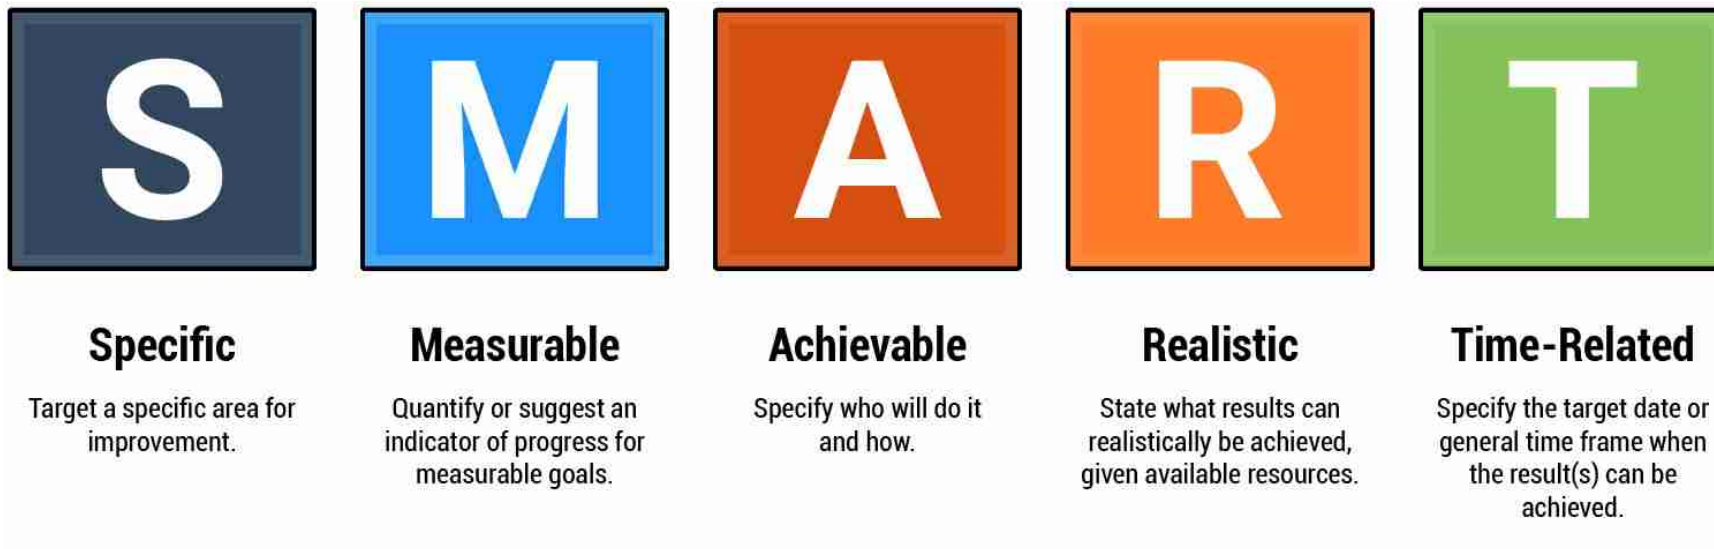 S
M
A
R
T
Specific
Target a specific area for
improvement.
Measurable
Quantify or suggest an
indicator of progress for
measurable goals.
Achievable
Specify who will do it
and how.
Realistic
State what results can
realistically be achieved,
given available resources.
Time-Related
Specify the target date or
general time frame when
the result(s) can be
achieved.